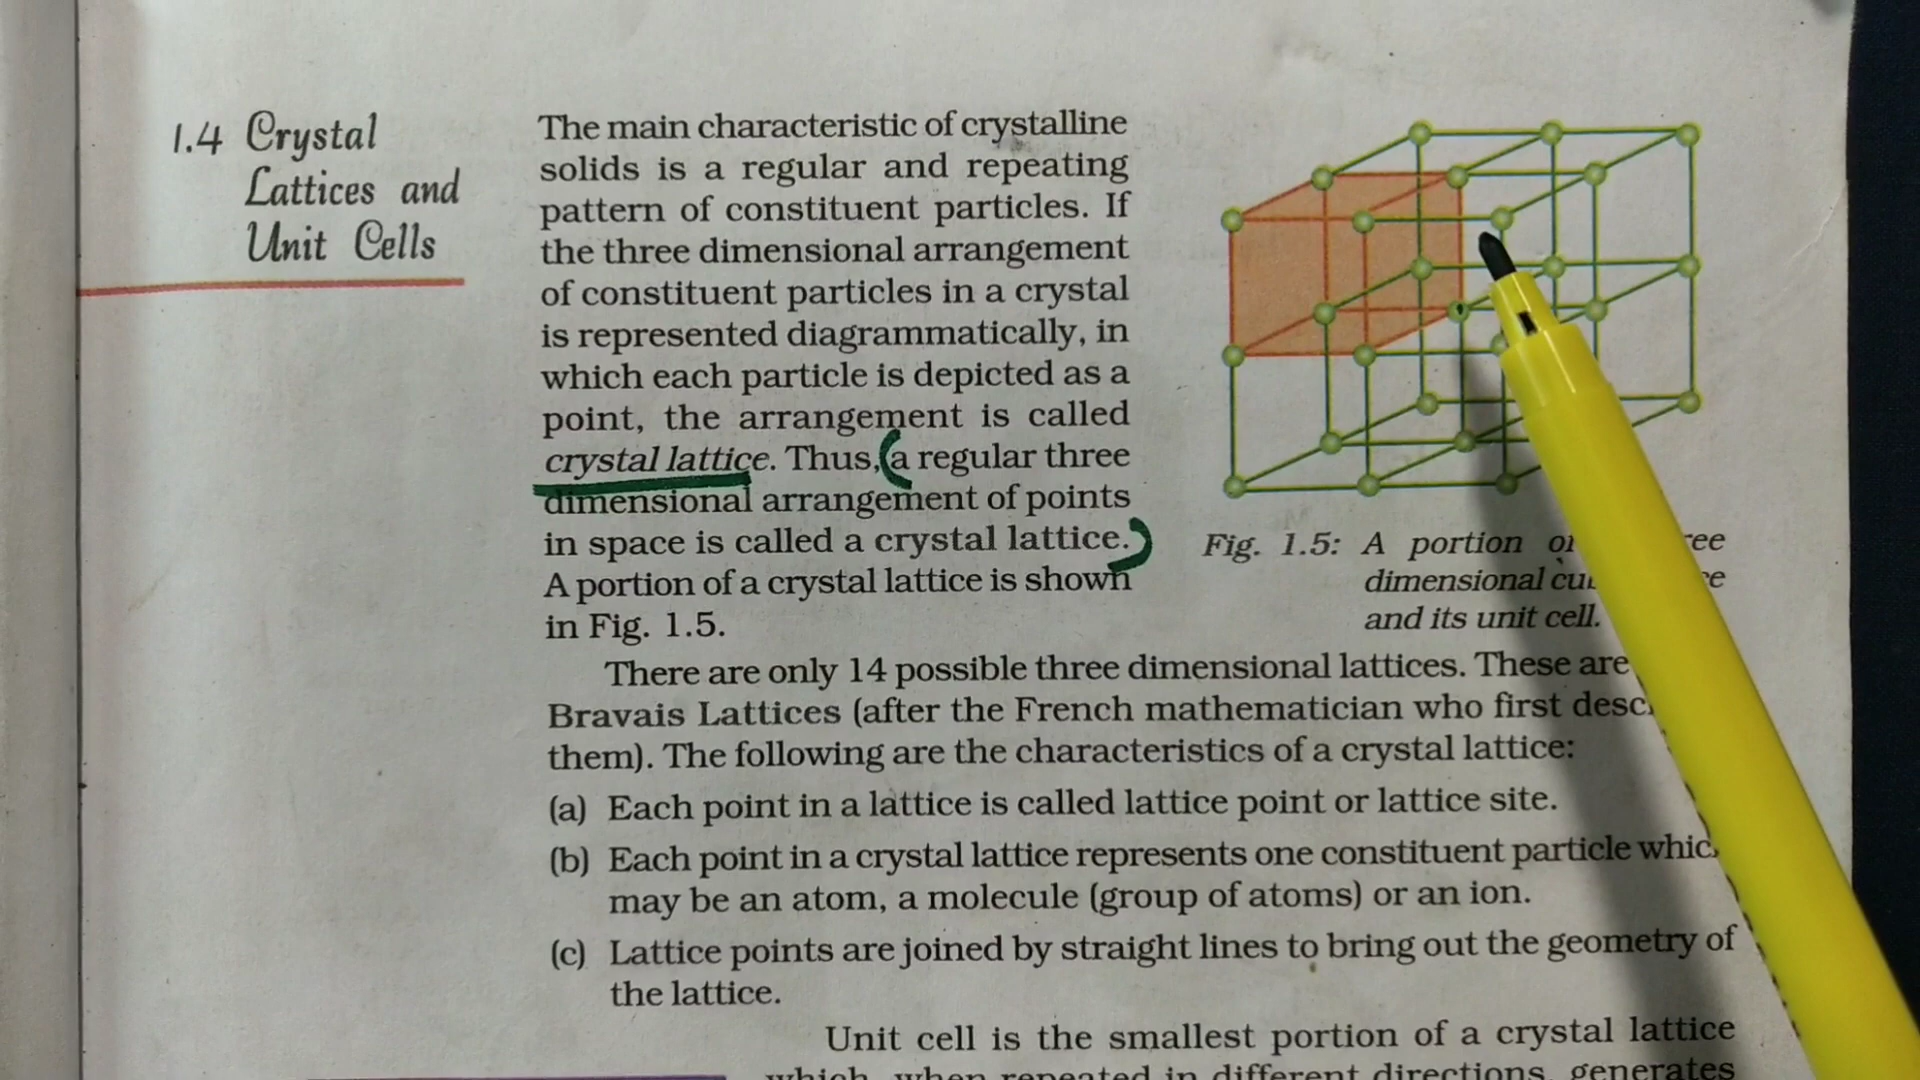 1.4 Crystal
Lattices and
Unit Cells
The main characteristic of crystalline
solids is a regular and repeating
pattern of constituent particles. If
the three dimensional arrangement
of constituent particles in a crystal
is represented diagrammatically, in
which each particle is depicted as a
point, the arrangement is called
crystal lattice. Thus, a regular three
dimensional arrangement of points
in space is called a crystal lattice.
A portion of a crystal lattice is shown
in Fig. 1.5.
Fig. 1.5: A portion
dimensional
and its unit cell.
There are only 14 possible three dimensional lattices. These are
Bravais Lattices (after the French mathematician who first
them). The following are the characteristics of a crystal lattice:
(a) Each point in a lattice is called lattice point or lattice site.
(b) Each point in a crystal lattice represents one constituent particle
may be an atom, a molecule (group of atoms) or an ion.
(c) Lattice points are joined by straight lines to bring out the geometry of
the lattice.
Unit cell is the smallest portion of a crystal lattice
which, when repeated in different directions, generates